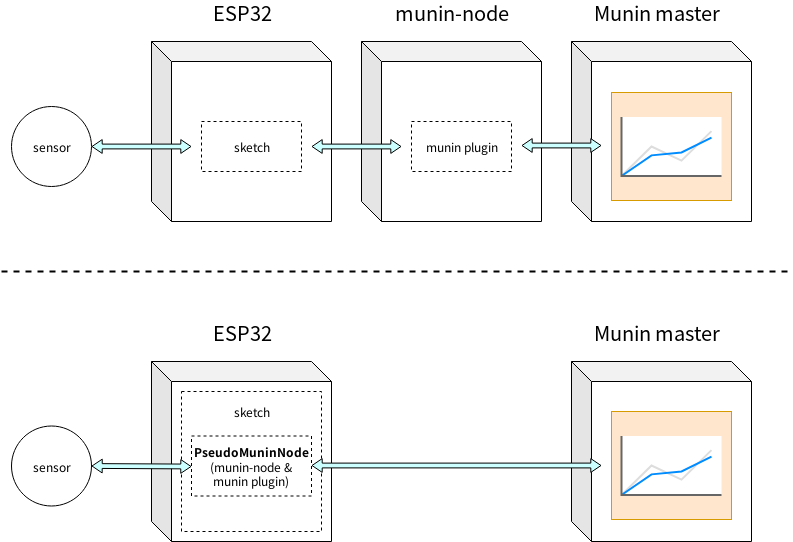 ESP32
munin-node
Munin master
sensor
sketch
munin plugin
ESP32
Munin master
sketch
sensor
PseudoMuninNode
(munin-node &
munin plugin)